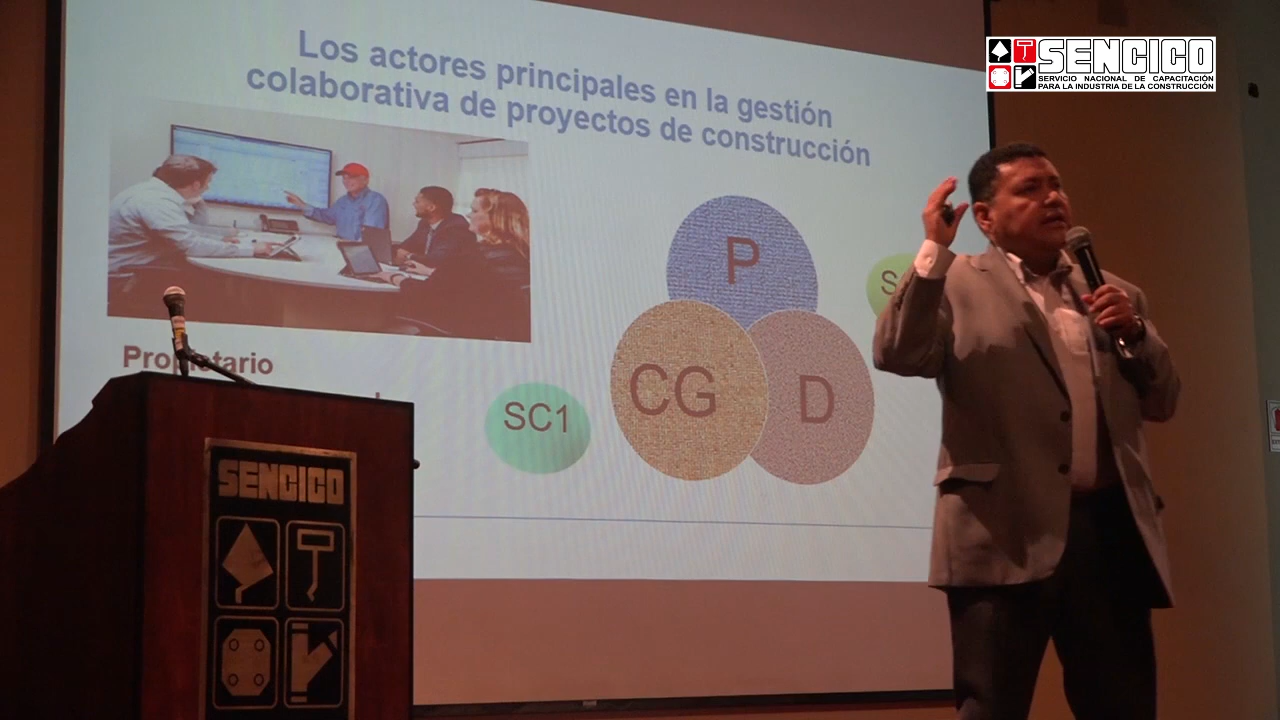 Los actores principales en la gestión
colaborativa de proyectos de construcción
SENCICO
SERVICIO NACIONAL DE CAPACITACIÓN
PARA LA INDUSTRIA DE LA CONSTRUCCIÓN
P
CG
D
SC1
Propietario
SENCICO